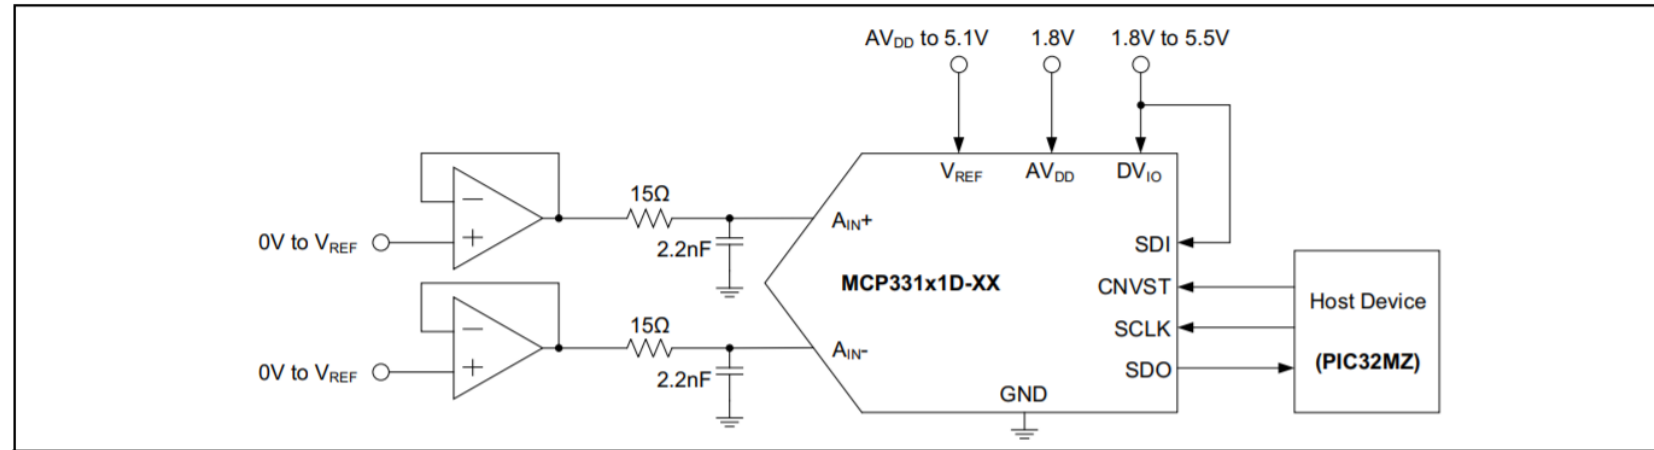 AVDD to 5.1V 1.8V 1.8V to 5.5V
VREF AVDD DVIO
15Ω
AIN+
0V to VREF
2.2nF
SDI
MCP331x1D-XX
CNVST
Host Device
15Ω
SCLK
AIN-
(PIC32MZ)
0V to VREF
2.2nF
SDO
GND